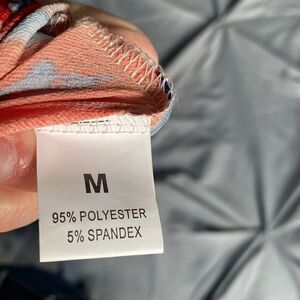 M
95% POLYESTER
5% SPANDEX